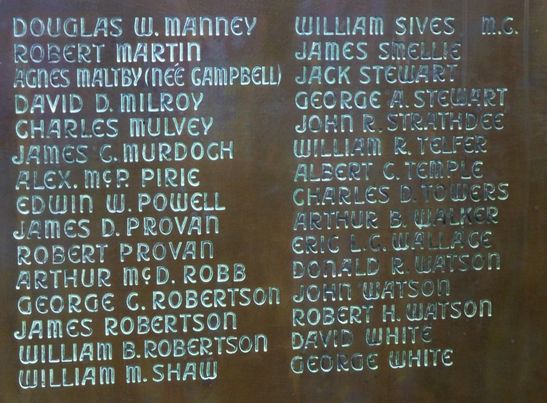 DOUGLAS W. MANNEY
ROBERT MARTIN
AGNES MALTBY (NEÉ CAMPBELL)
DAVID D. MILROY
CHARLES MULVEY
JAMES C. MURDOCH
ALEX. McP. PIRIE
EDWIN W. POWELL
JAMES D. PROVAN
ROBERT PROVAN
ARTHUR McD. ROBB
GEORGE C. ROBERTSON
JAMES ROBERTSON
WILLIAM B. ROBERTSON
WILLIAM M. SHAW
WILLIAM SIVES M.C.
JAMES SMELLIE
JACK STEWART
GEORGE A. STEWART
JOHN R. STRATHDEE
WILLIAM R. TELFER
ALBERT C. TEMPLE
CHARLES D. TOWERS
ARTHUR B. WALKER
ERIC L.C. WALLACE
DONALD R. WATSON
JOHN WATSON
ROBERT H. WATSON
DAVID WHITE
GEORGE WHITE